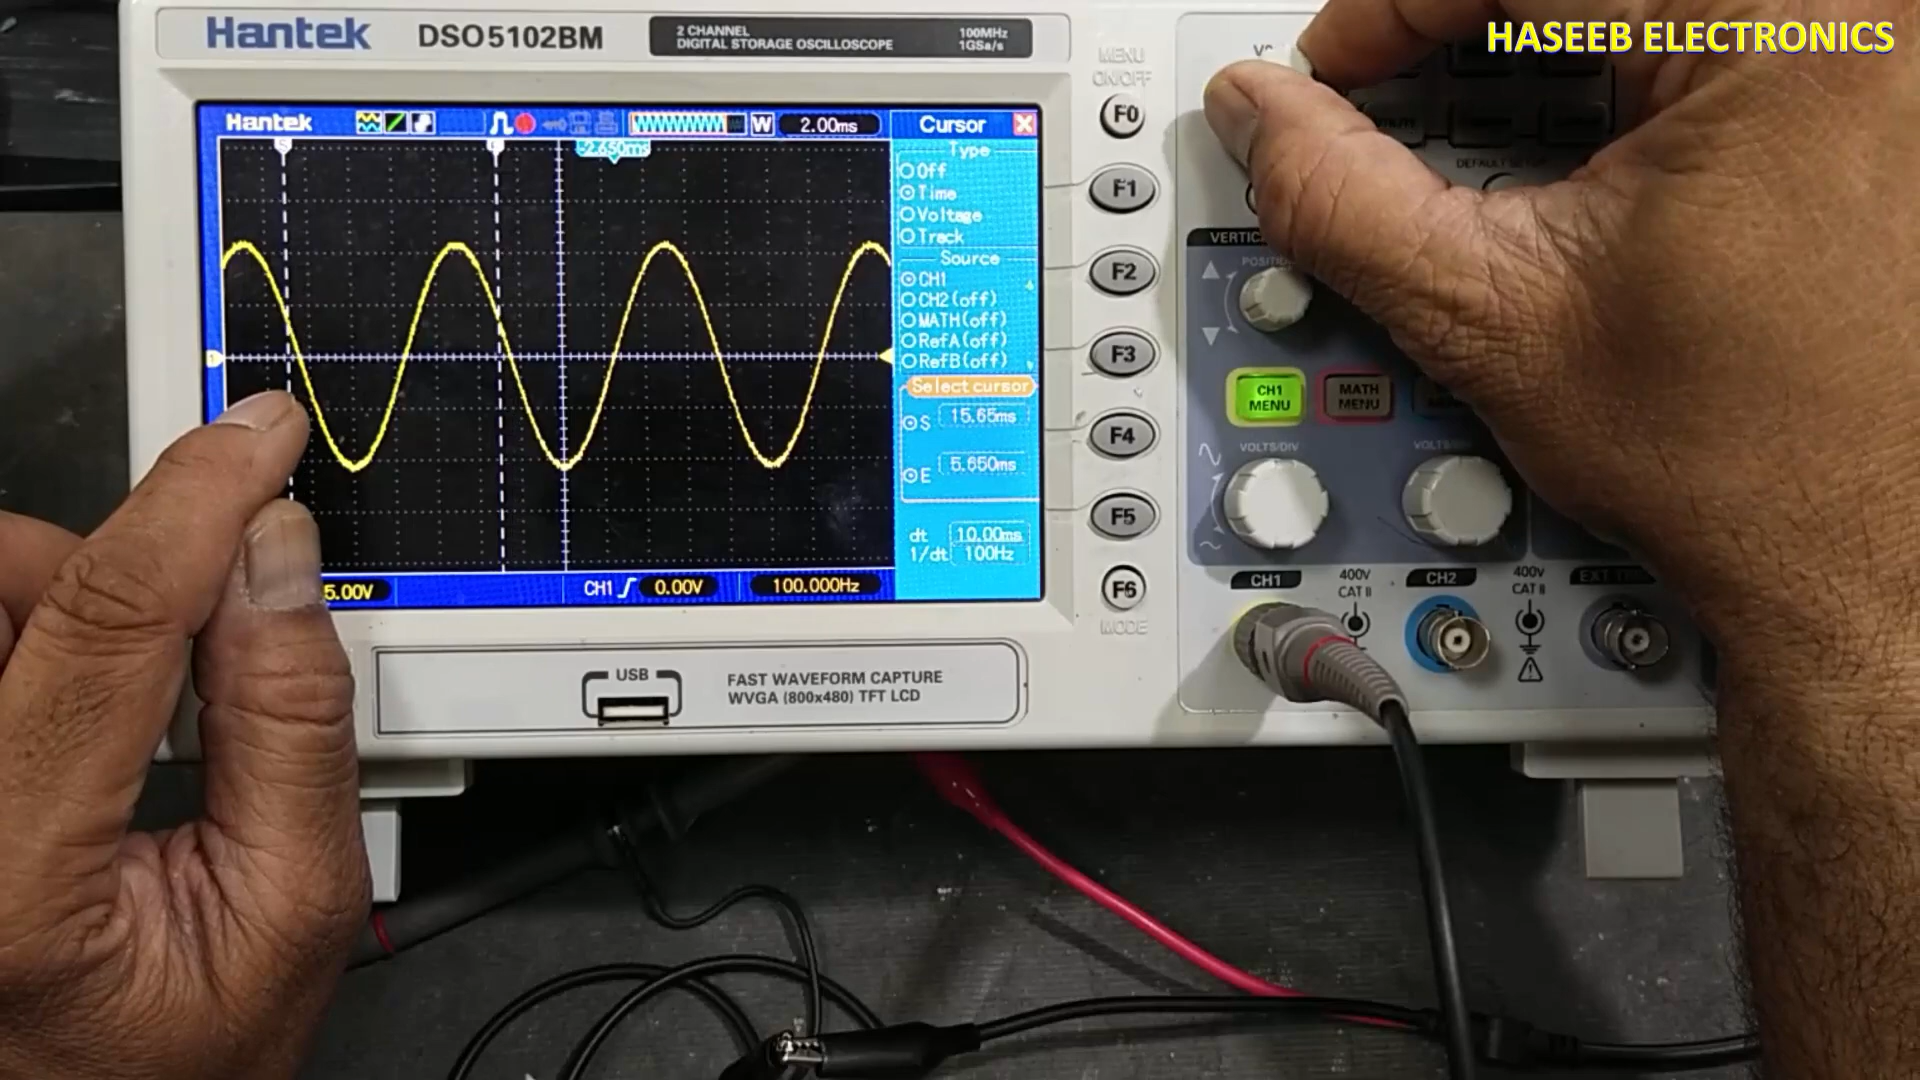 HASEEB ELECTRONICS
Hantek DSO5102BM
2 CHANNEL
DIGITAL STORAGE OSCILLOSCOPE
100MHz
1GSa/s
MENU
ON/OFF
F0
F1
F2
F3
F4
F5
F6
MODE
Hantek
W
2.00ms
-2.650ms
S
E
1
Cursor
Type
Off
Time
Voltage
Track
Source
CH1
CH2(off)
MATH(off)
RefA(off)
RefB(off)
Select cursor
S 15.65ms
E 5.650ms
dt 10.00ms
1/dt 100Hz
5.00V
CH1 0.00V
100.000Hz
USB
FAST WAVEFORM CAPTURE
WVGA (800x480) TFT LCD
POSITION
CH1
MENU
MATH
MENU
VOLTS/DIV
CH1
400V
CAT II
CH2
400V
CAT II